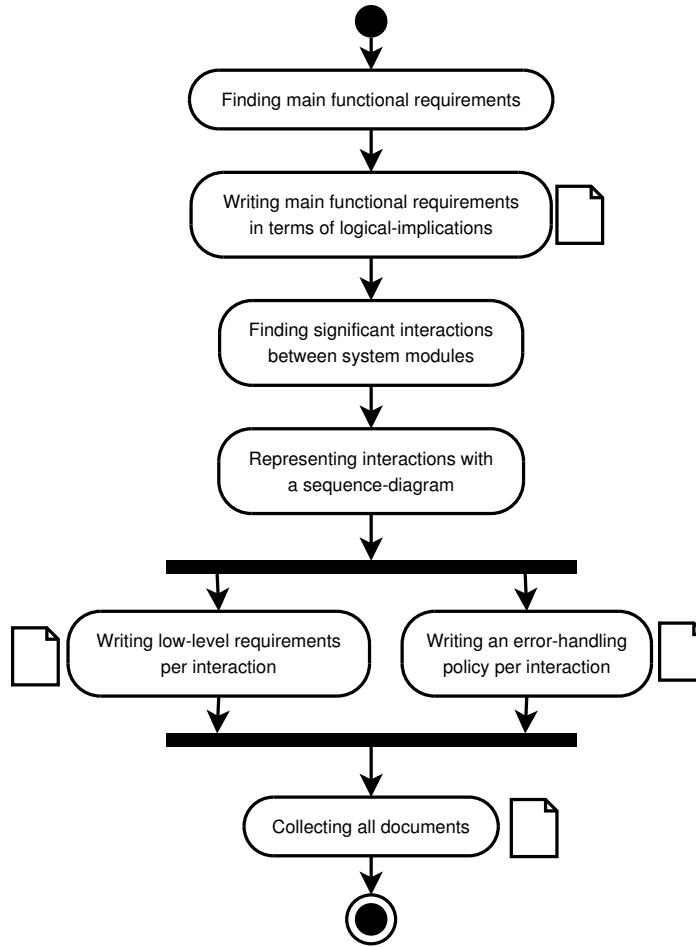 Finding main functional requirements
Writing main functional requirements
in terms of logical-implications
Finding significant interactions
between system modules
Representing interactions with
a sequence-diagram
Writing low-level requirements
per interaction
Writing an error-handling
policy per interaction
Collecting all documents